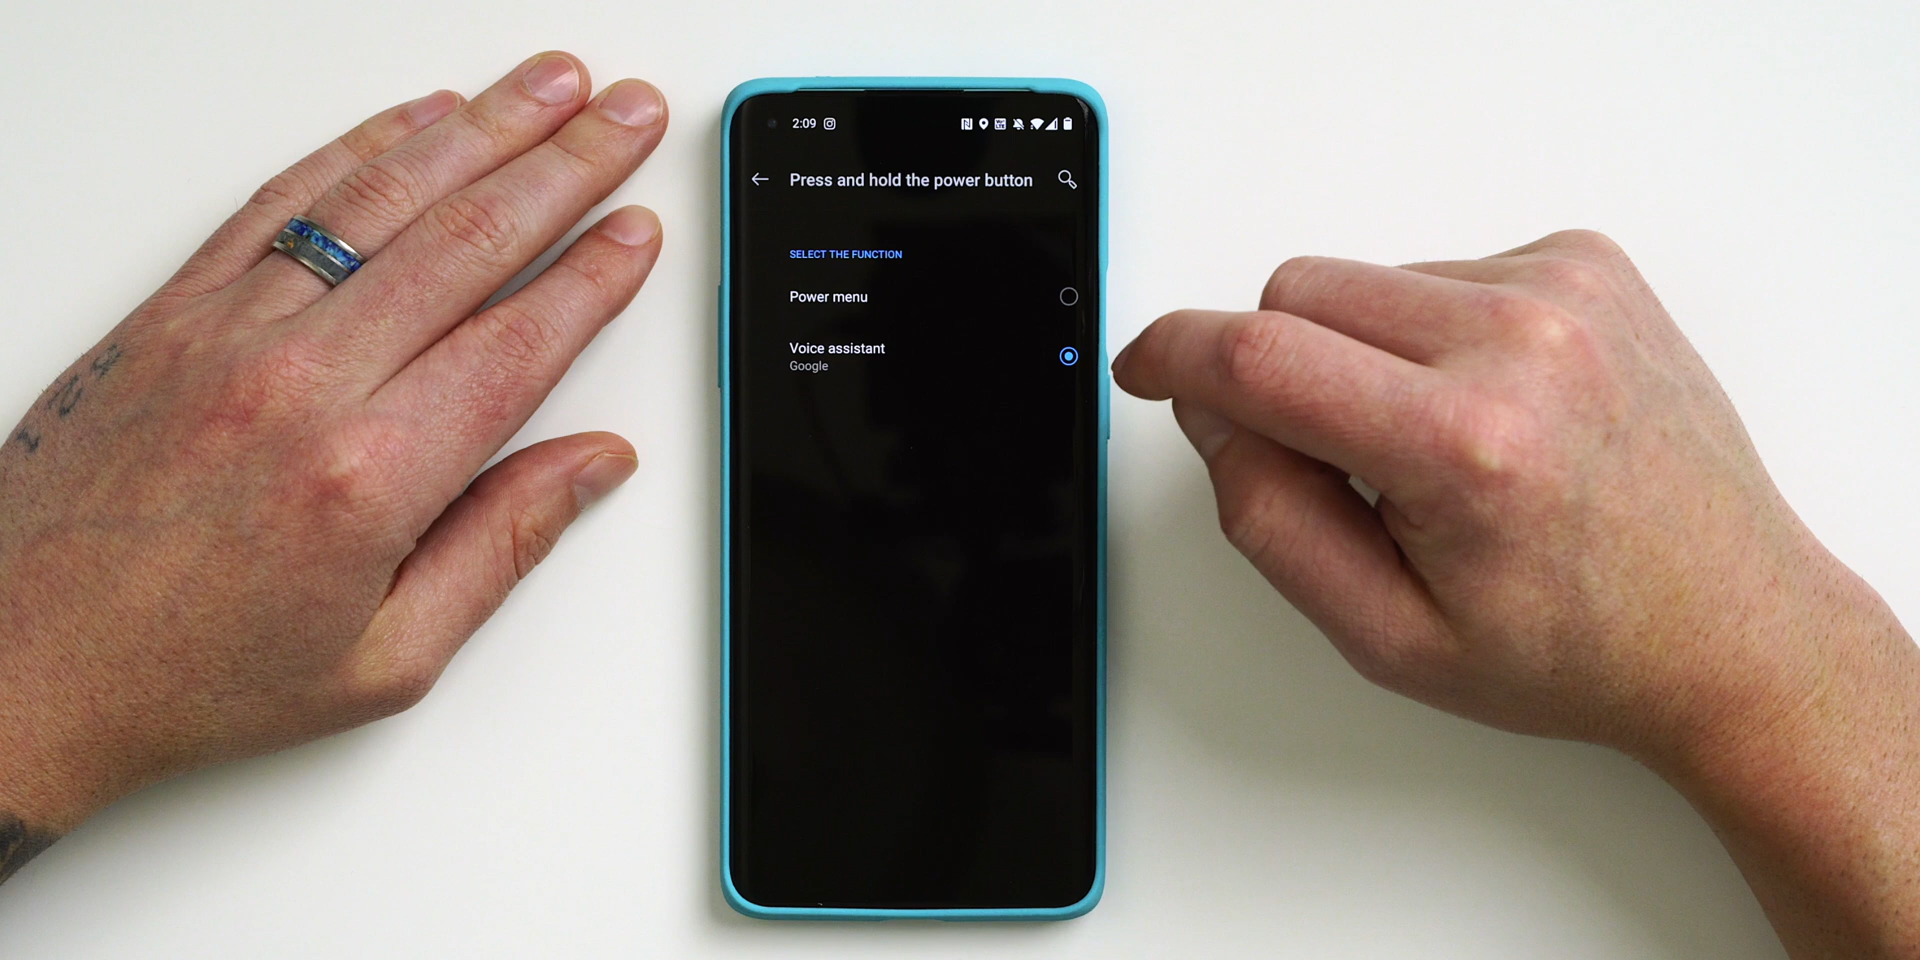 2:09
Press and hold the power button
SELECT THE FUNCTION
Power menu
Voice assistant
Google